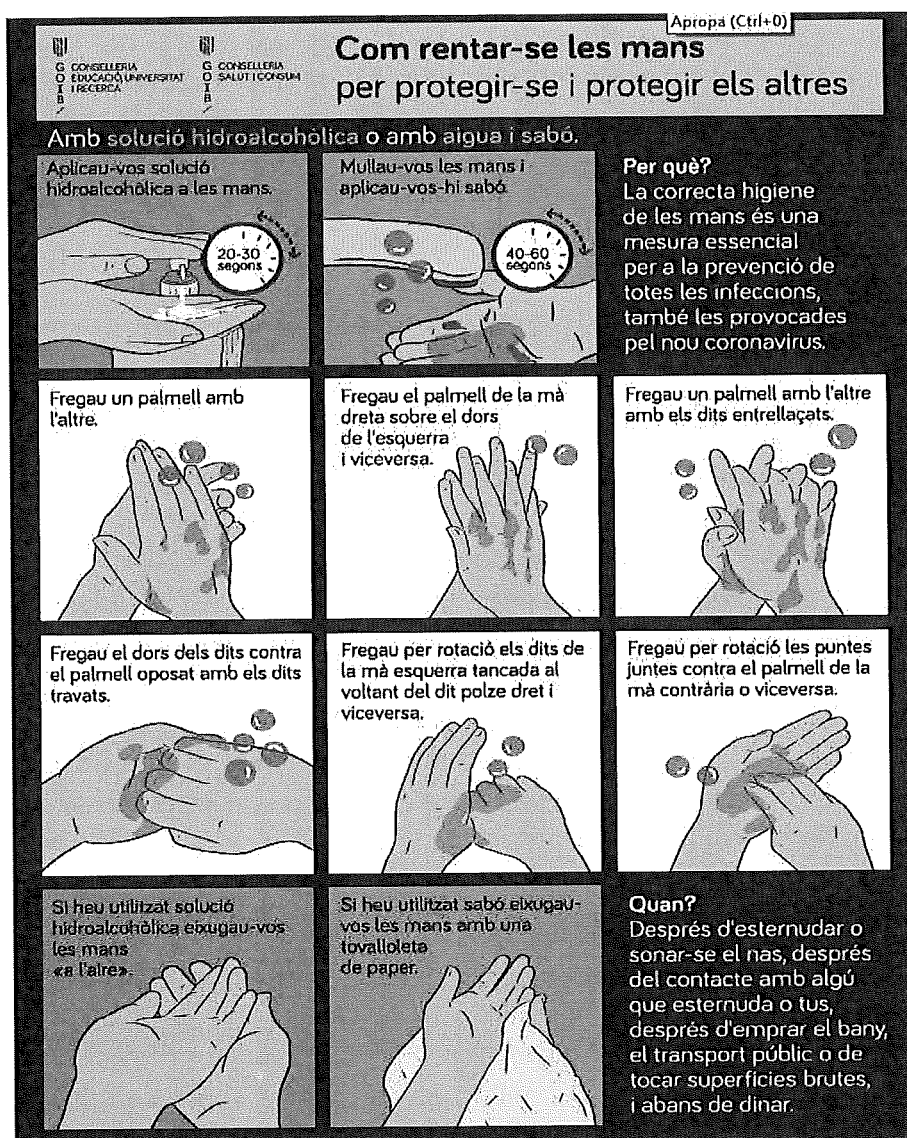 Apropa (Ctrl+0)
G
O
I
B
/
CONSELLERIA
EDUCACIÓ, UNIVERSITAT
I RECERCA
G
O
I
B
/
CONSELLERIA
SALUT I CONSUM
Com rentar-se les mans
per protegir-se i protegir els altres
Amb solució hidroalcohòlica o amb aigua i sabó.
Aplicau-vos solució
hidroalcohòlica a les mans.
20-30
segons
Mullau-vos les mans i
aplicau-vos-hi sabó
40-60
segons
Per què?
La correcta higiene
de les mans és una
mesura essencial
per a la prevenció de
totes les infeccions,
també les provocades
pel nou coronavirus.
Fregau un palmell amb
l'altre.
Fregau el palmell de la mà
dreta sobre el dors
de l'esquerra
i viceversa.
Fregau un palmell amb l'altre
amb els dits entrellaçats.
Fregau el dors dels dits contra
el palmell oposat amb els dits
travats.
Fregau per rotació els dits de
la mà esquerra tancada al
voltant del dit polze dret i
viceversa.
Fregau per rotació les puntes
juntes contra el palmell de la
mà contrària o viceversa.
Si heu utilitzat solució
hidroalcohòlica eixugau-vos
les mans
«a l'aire».
Si heu utilitzat sabó eixugau-
vos les mans amb una
tovalloleta
de paper.
Quan?
Després d'esternudar o
sonar-se el nas, després
del contacte amb algú
que esternuda o tus,
després d'emprar el bany,
el transport públic o de
tocar superfícies brutes,
i abans de dinar.